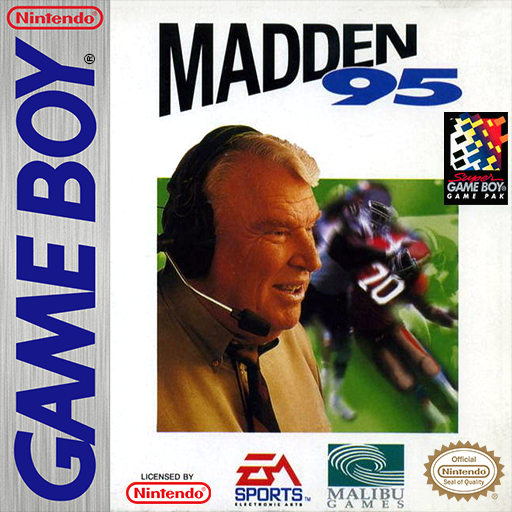 Nintendo
GAME BOY®
MADDEN
95
Super
GAME BOY®
GAME PAK
20
LICENSED BY
Nintendo
EA
SPORTS™
ELECTRONIC ARTS
MALIBU
GAMES
Official
Nintendo
Seal of Quality